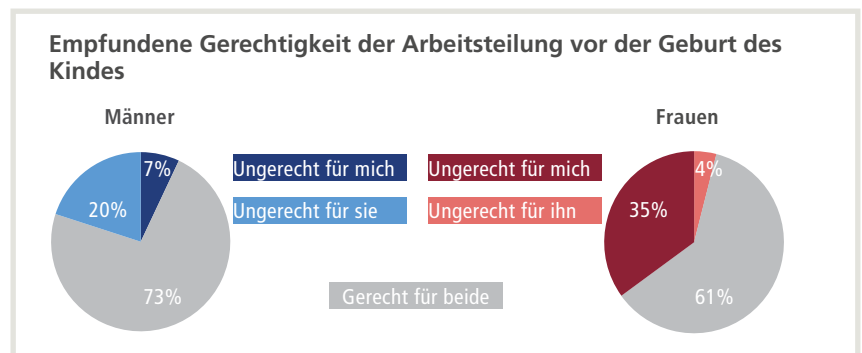 Empfundene Gerechtigkeit der Arbeitsteilung vor der Geburt des
Kindes
Männer
Frauen
7%
20%
73%
Ungerecht für mich
Ungerecht für sie
Ungerecht für mich
Ungerecht für ihn
Gerecht für beide
4%
35%
61%